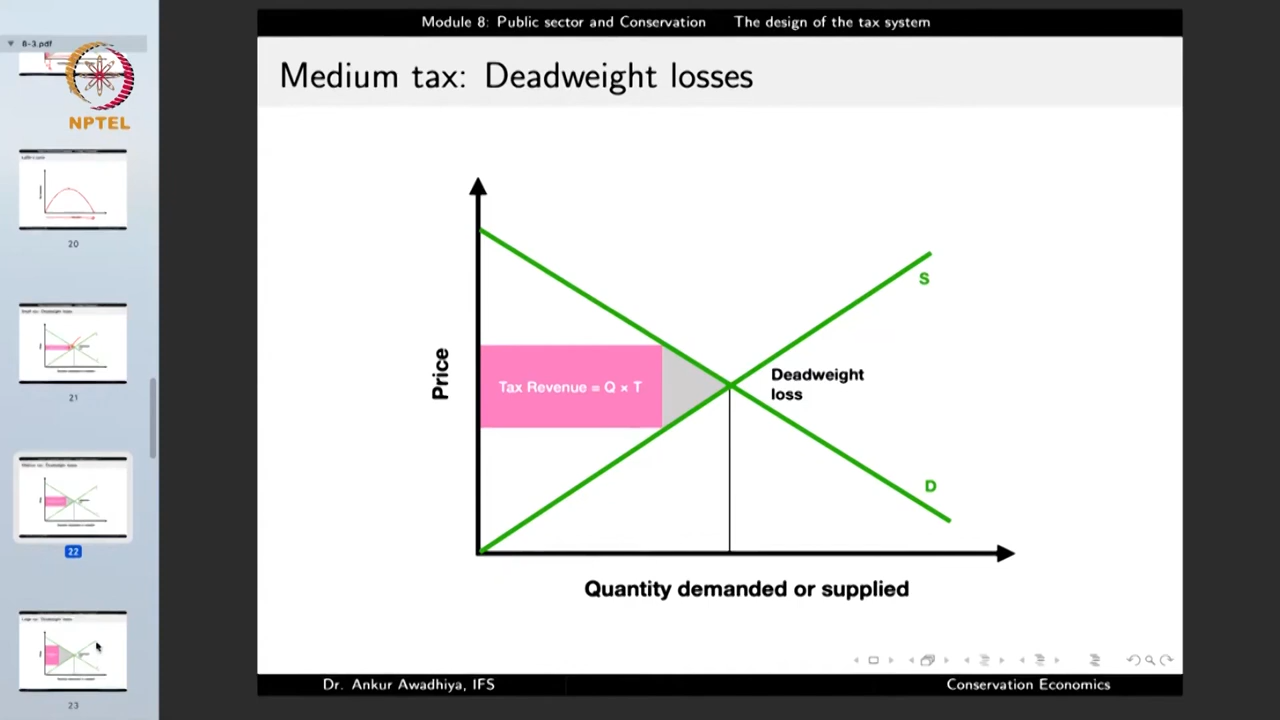 Module 8: Public sector and Conservation The design of the tax system
8-3.pdf
NPTEL
Medium tax: Deadweight losses
20
21
22
23
Price
S
Tax Revenue = Q × T
Deadweight
loss
D
Quantity demanded or supplied
Dr. Ankur Awadhiya, IFS
Conservation Economics